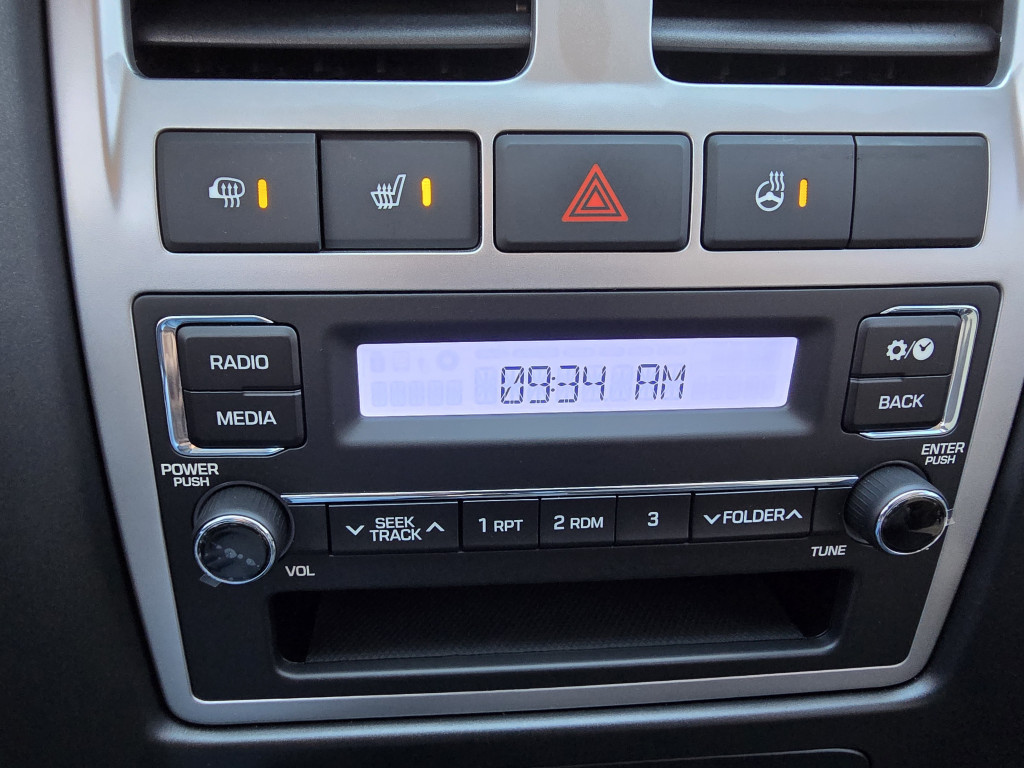 RADIO
MEDIA
09:34 AM
BACK
POWER
PUSH
ENTER
PUSH
SEEK
TRACK
1 RPT
2 RDM
3
FOLDER
VOL
TUNE